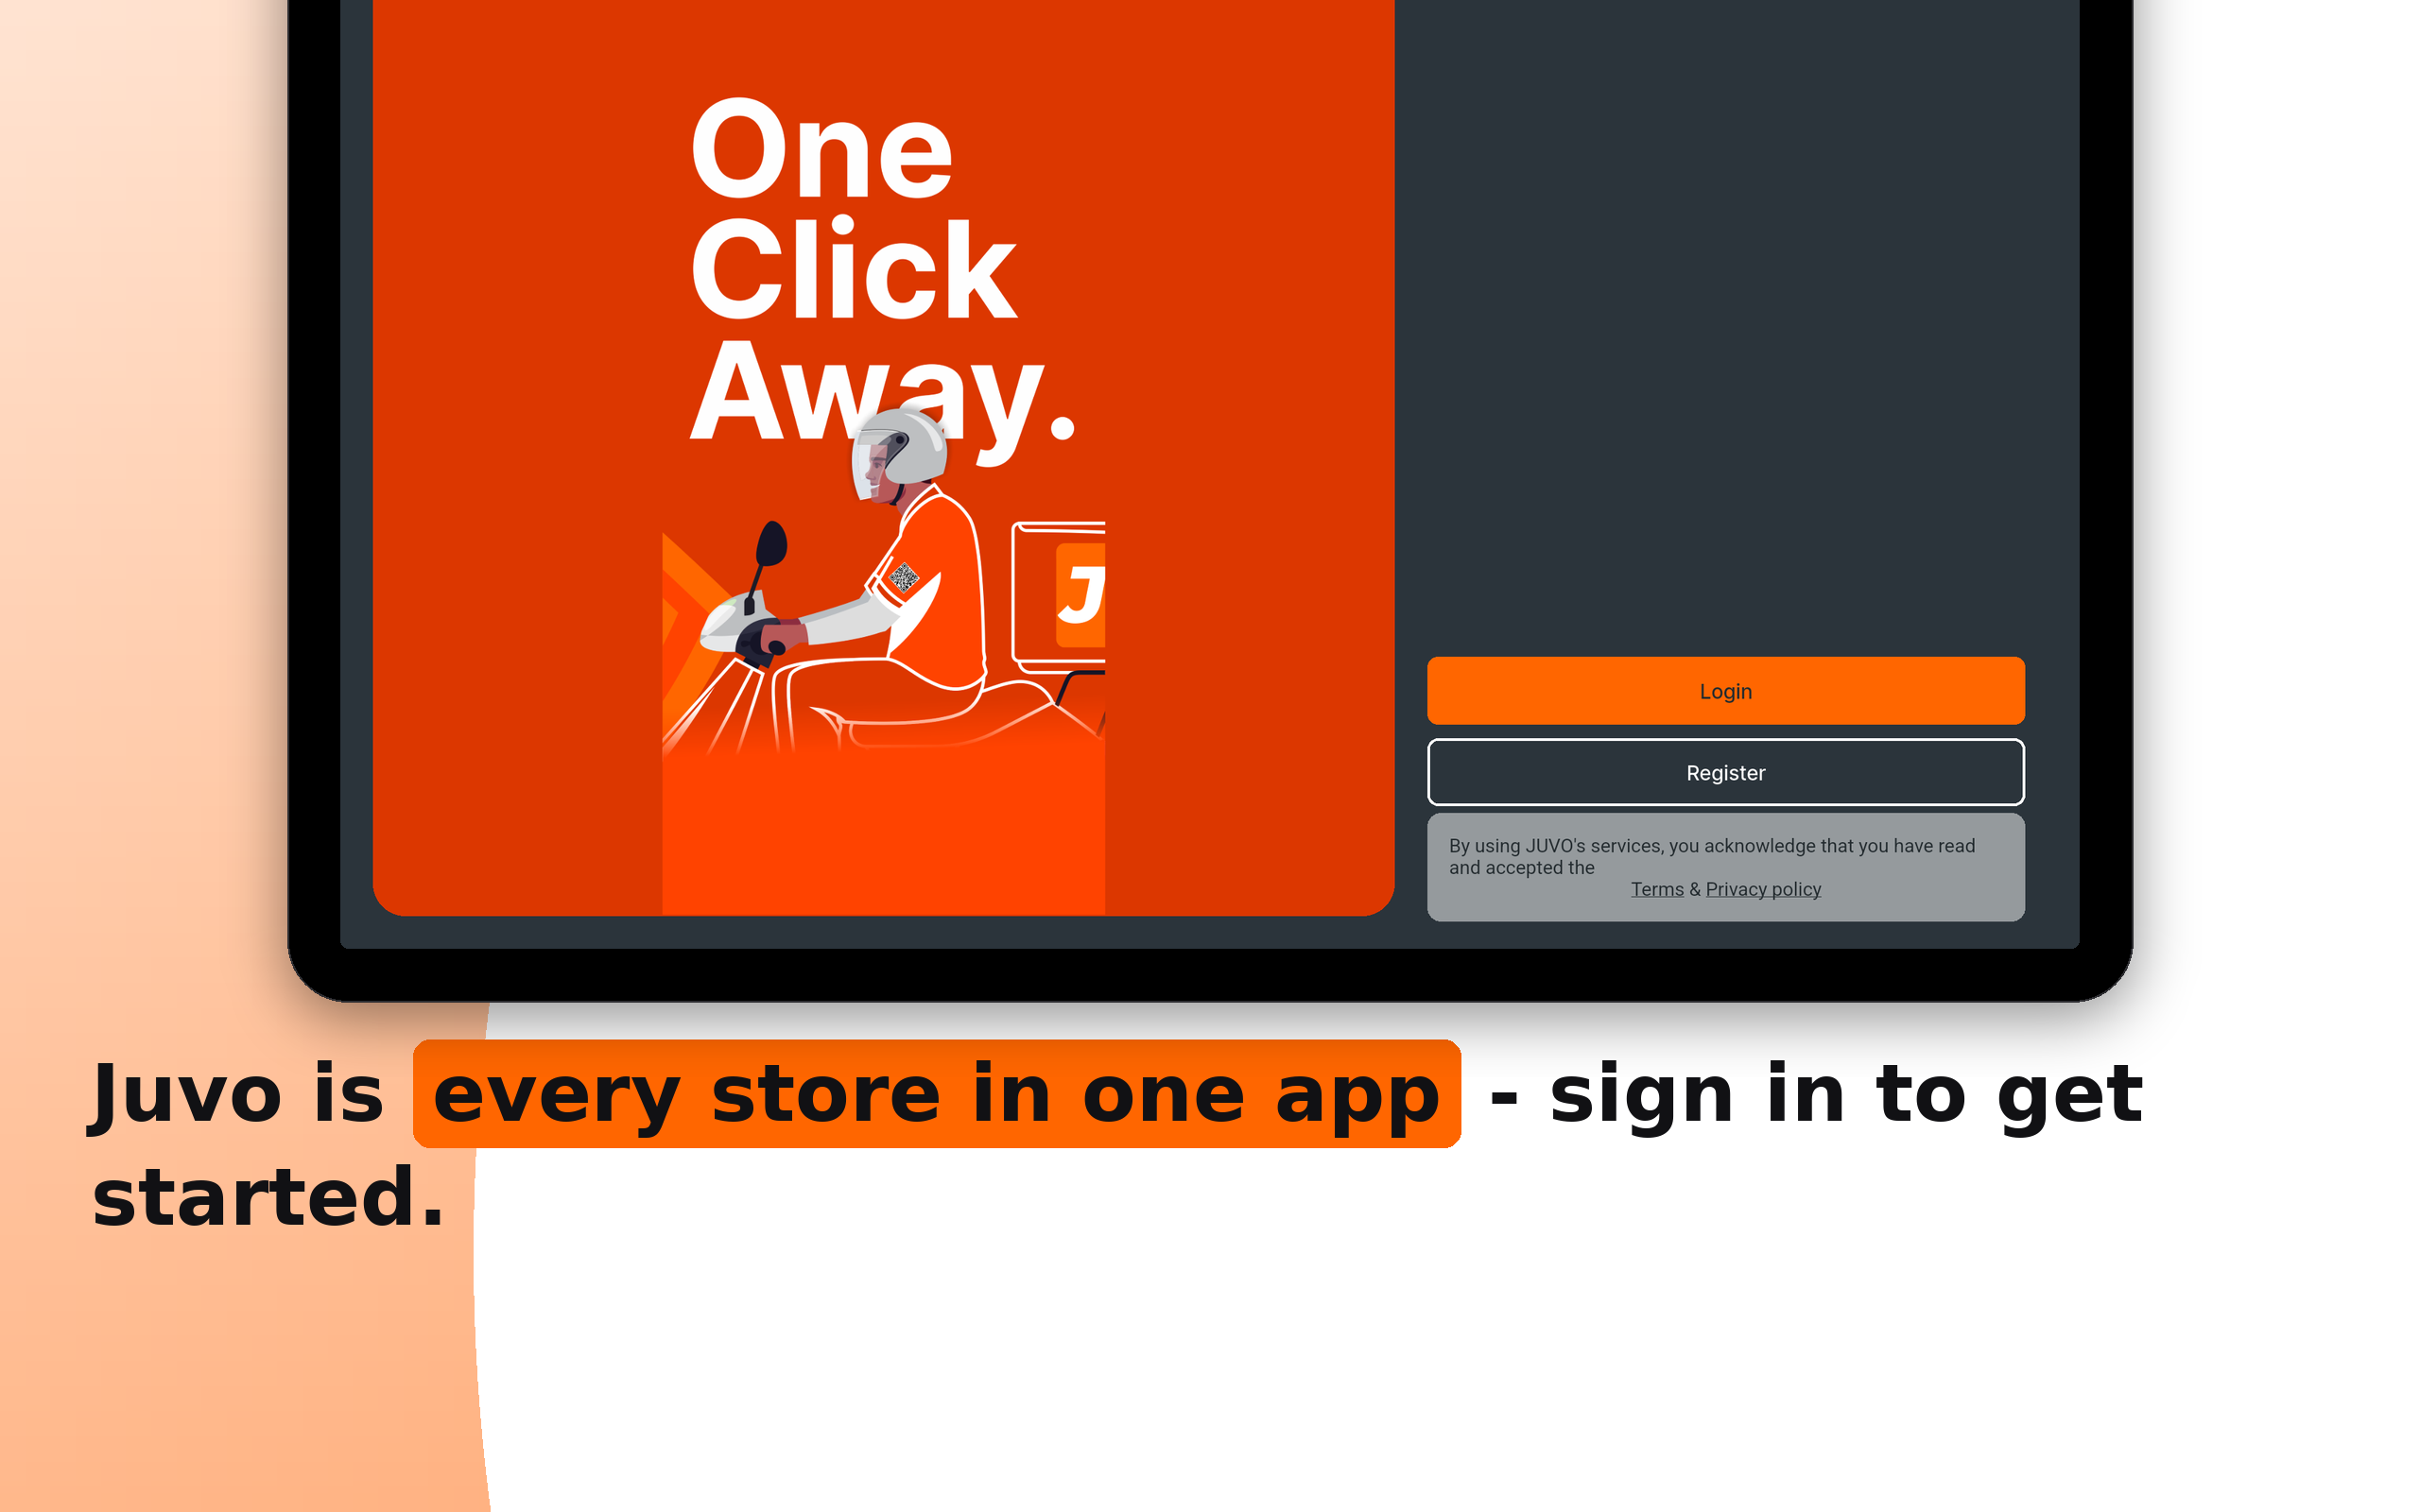 One
Click
Away.
J
Login
Register
By using JUVO's services, you acknowledge that you have read
and accepted the
Terms & Privacy policy
Juvo is every store in one app - sign in to get
started.